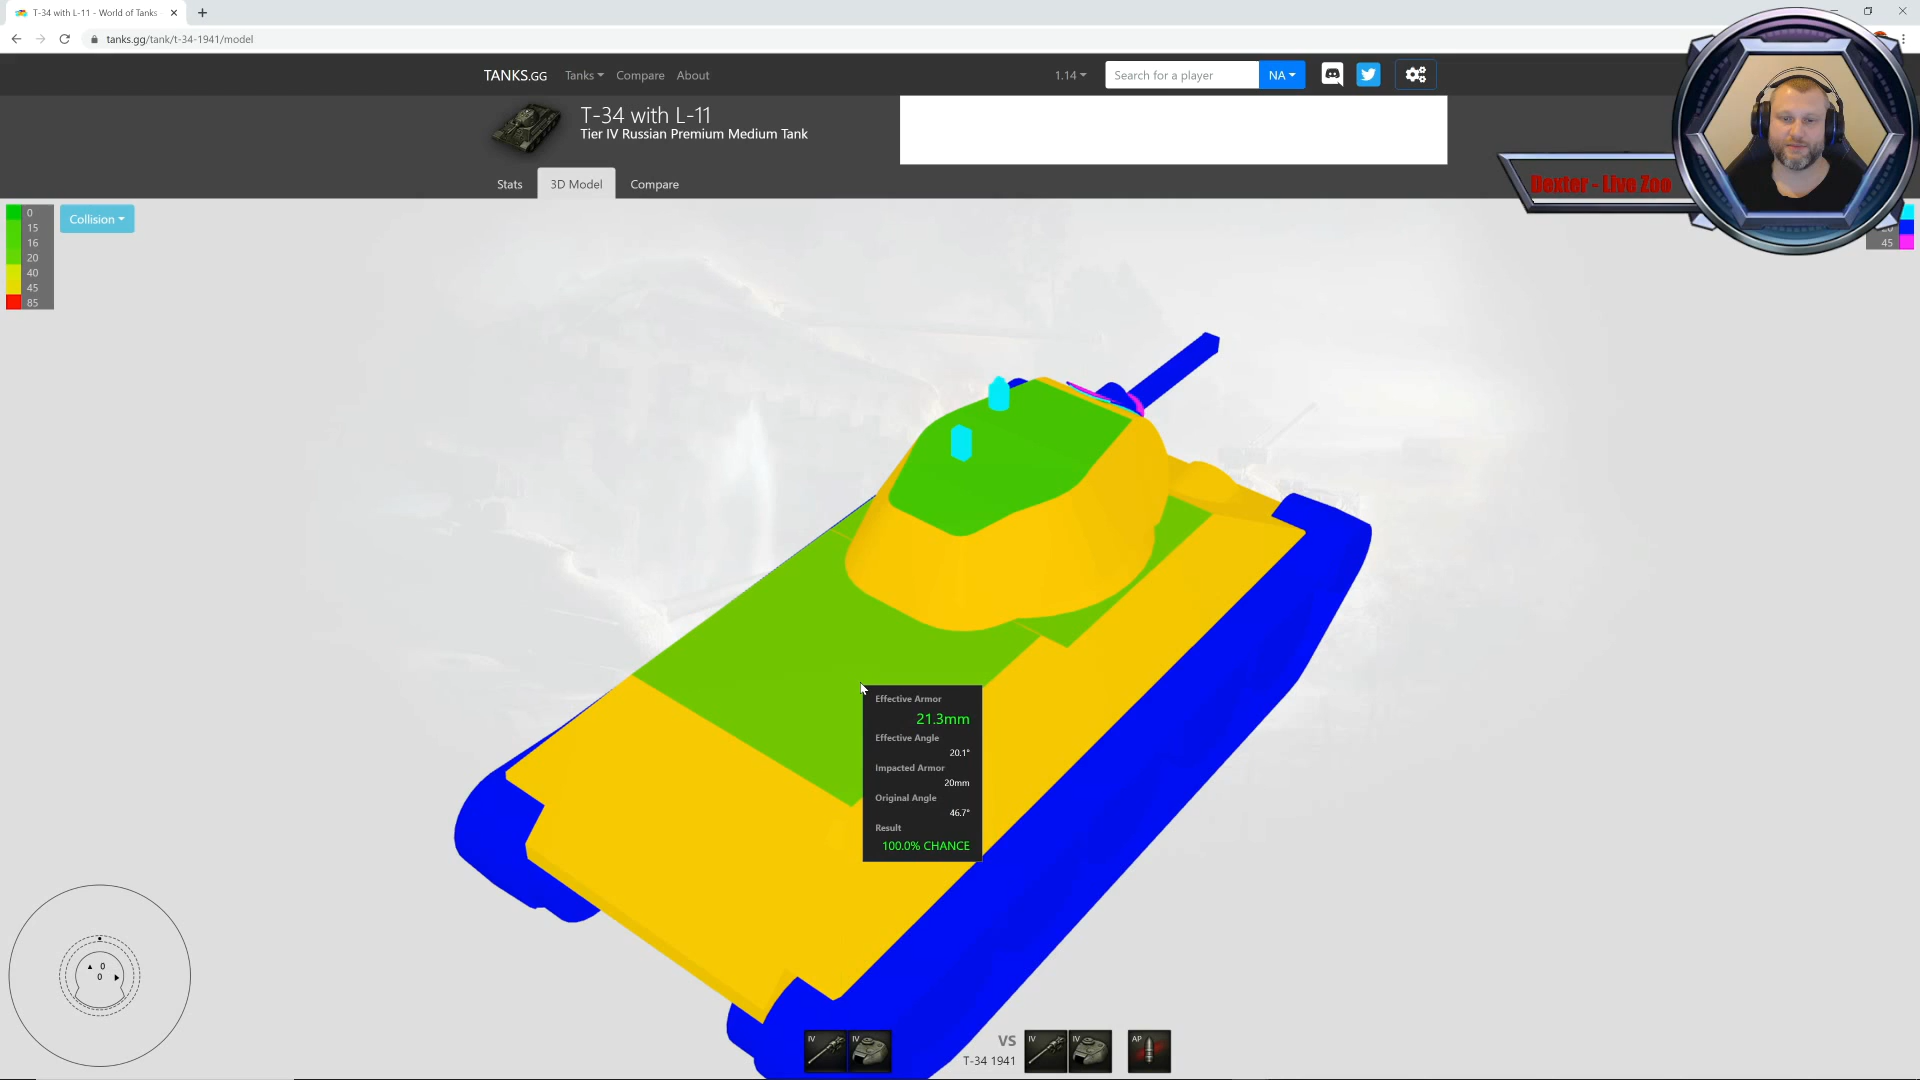 T-34 with L-11 - World of Tanks
tanks.gg/tank/t-34-1941/model
TANKS.GG Tanks Compare About 1.14 Search for a player NA
T-34 with L-11
Tier IV Russian Premium Medium Tank
Stats 3D Model Compare
Dexter - Live Zoo
Collision
0
15
16
20
40
45
85
45
Effective Armor
21.3mm
Effective Angle
20.1°
Impacted Armor
20mm
Original Angle
46.7°
Result
100.0% CHANCE
0
0
IV IV
VS
T-34 1941
IV IV AP